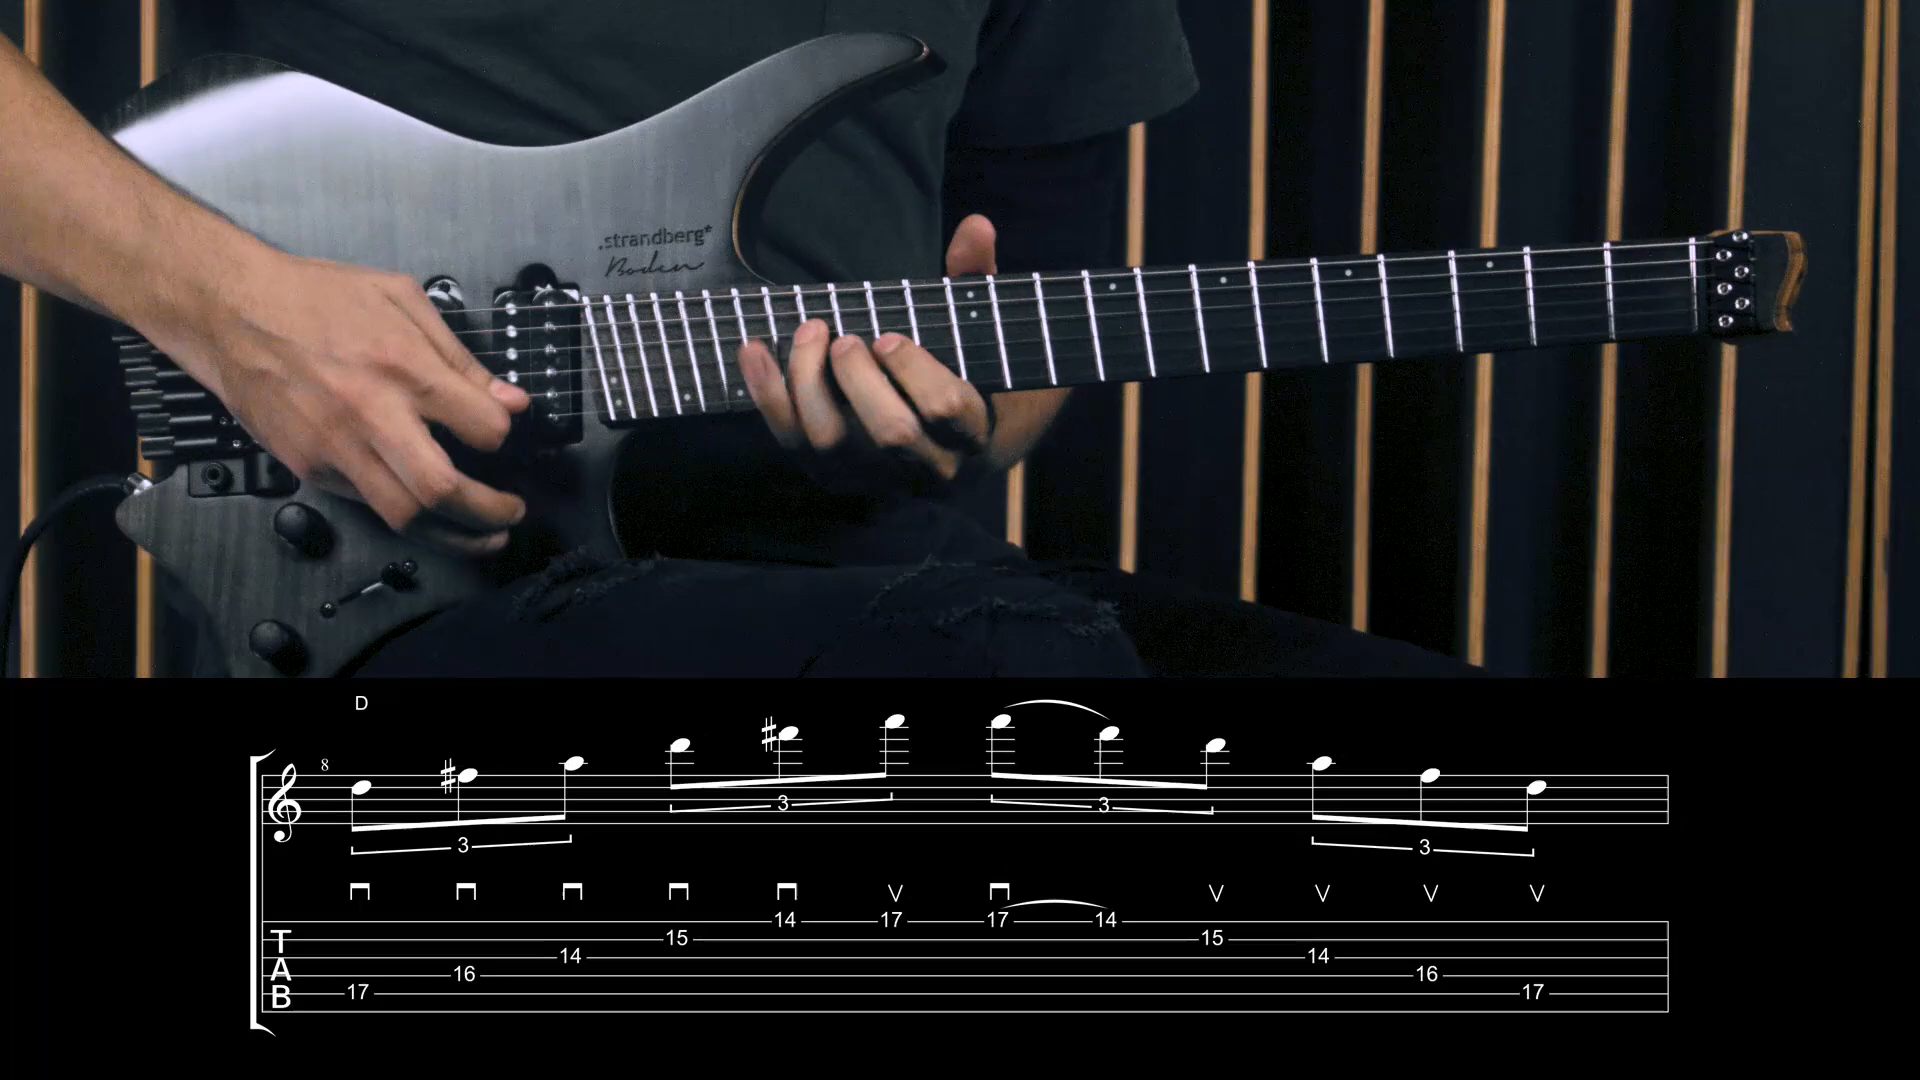 .strandberg*
Boden
D
8
3 3 3 3
14 17 17 14
T 15 15
14 14
A 16 16
B 17 17